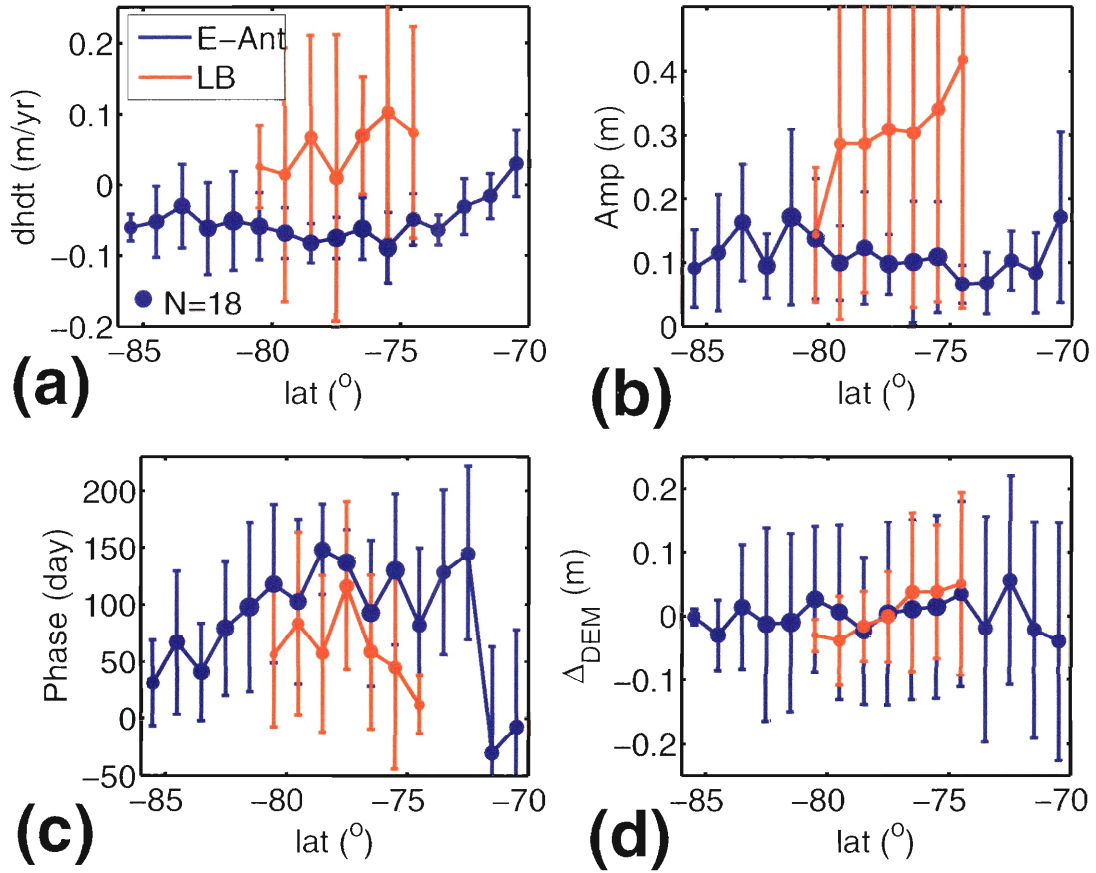 E−Ant
LB
N=18
dhdt (m/yr)
0.2
0.1
0
−0.1
−0.2
−85
−80
−75
−70
lat (°)
(a)
Amp (m)
0.4
0.3
0.2
0.1
0
−85
−80
−75
−70
lat (°)
(b)
Phase (day)
200
150
100
50
0
−50
−85
−80
−75
−70
lat (°)
(c)
ΔDEM (m)
0.2
0.1
0
−0.1
−0.2
−85
−80
−75
−70
lat (°)
(d)